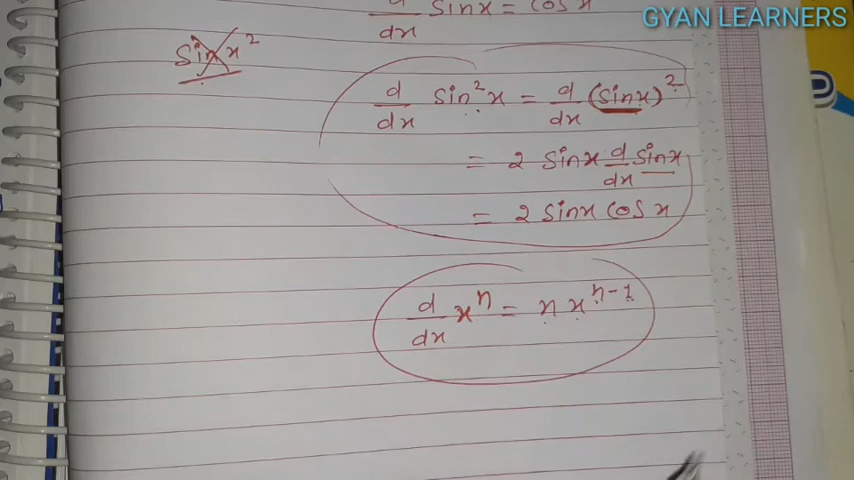 d/dx Sinx = Cos x
GYAN LEARNERS
Sin x²
d/dx Sin²x = d/dx (Sinx)²
= 2 Sinx d/dx Sinx
= 2 Sinx Cos x
d/dx xⁿ = n xⁿ⁻¹